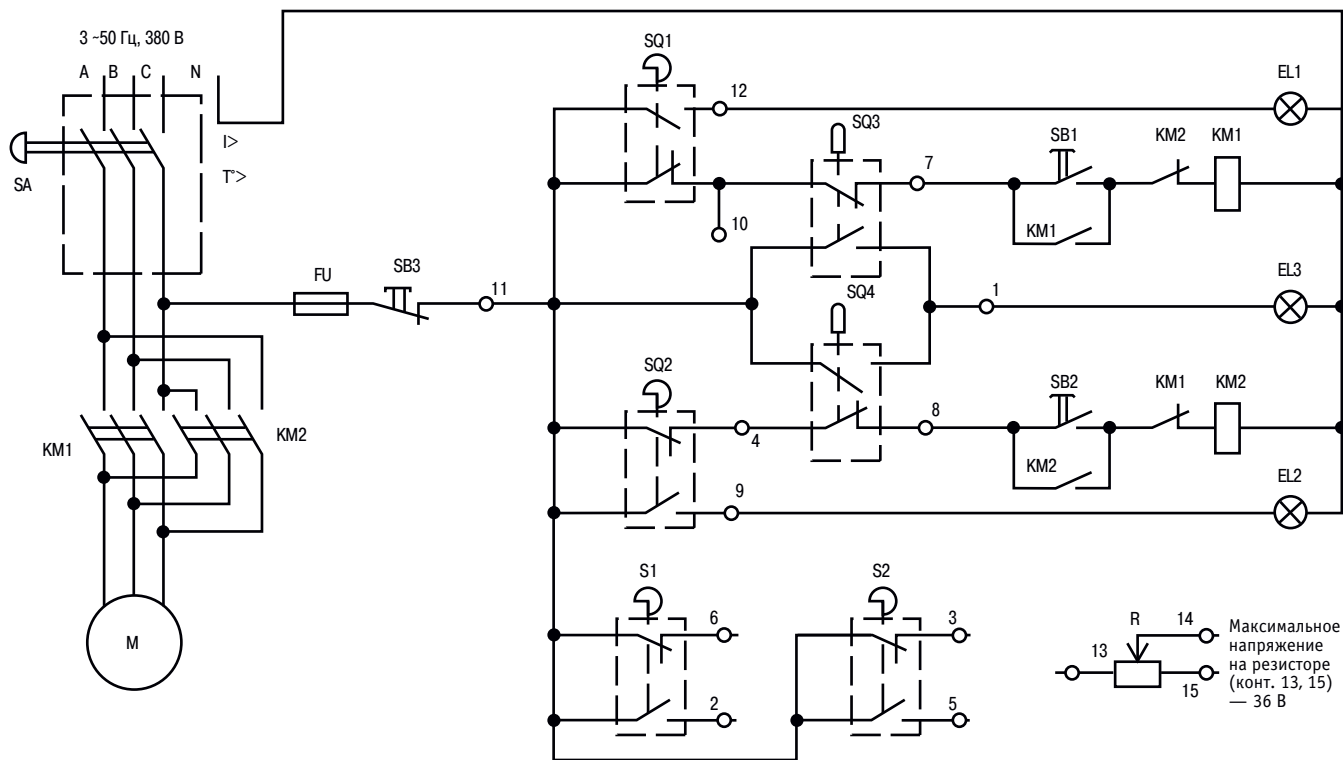 3 ~50 Гц, 380 В
A B C N
SA
I>
T°>
FU
SB3
11
KM1
KM2
M
SQ1
12
EL1
SQ3
7
SB1
KM2
KM1
10
KM1
SQ4
1
EL3
SQ2
4
8
SB2
KM1
KM2
KM2
9
EL2
S1
6
2
S2
3
5
13
R
14
15
Максимальное
напряжение
на резисторе
(конт. 13, 15)
— 36 В